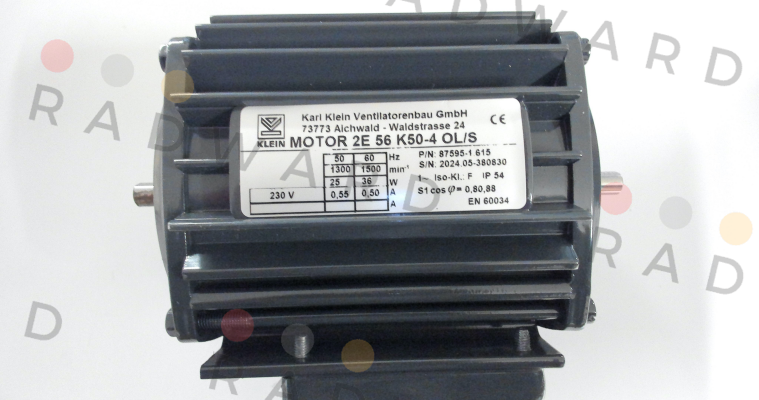 Karl Klein Ventilatorenbau GmbH
73773 Aichwald - Waldstrasse 24
CE
KLEIN MOTOR 2E 56 K50-4 OL/S
50 60 Hz P/N: 87595-1 615
1300 1500 min-1 S/N: 2024.05-380830
25 36 W 1~ Iso-Kl.: F IP 54
230 V 0,55 0,50 A S1 cos φ = 0,80,88
A EN 60034
RADWARD
RADWARD
RAD
D
RADWARD